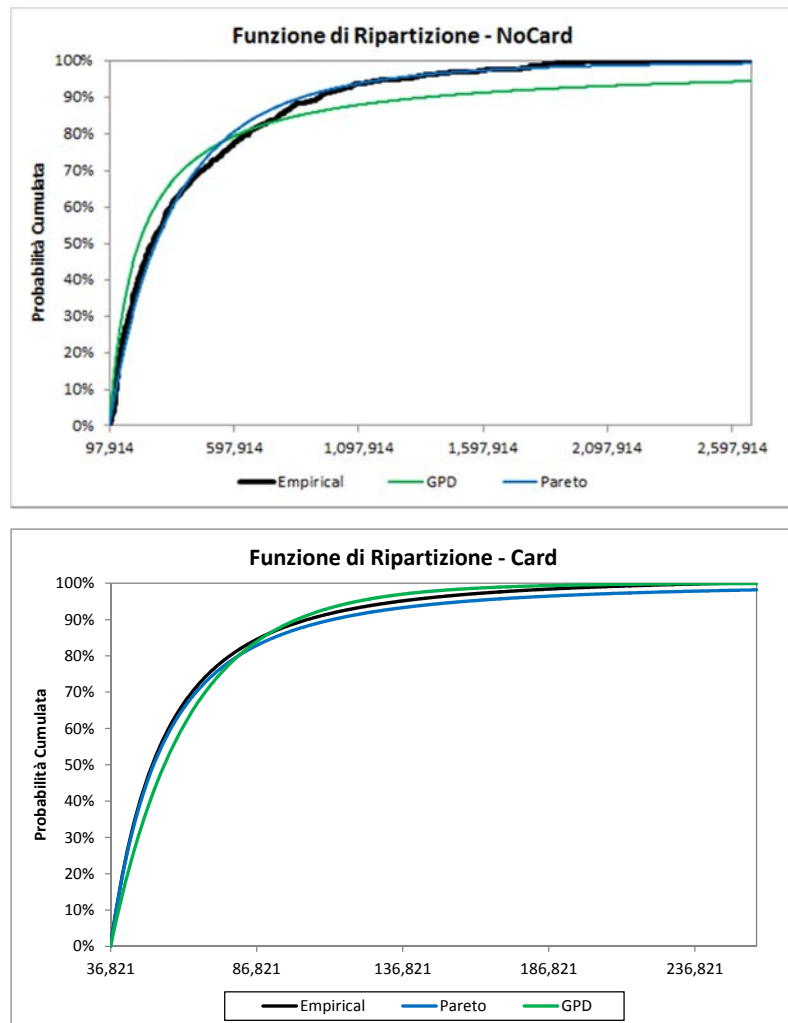 Funzione di Ripartizione - NoCard
Probabilità Cumulata
100%
90%
80%
70%
60%
50%
40%
30%
20%
10%
0%
97,914 597,914 1,097,914 1,597,914 2,097,914 2,597,914
Empirical GPD Pareto
Funzione di Ripartizione - Card
Probabilità Cumulata
100%
90%
80%
70%
60%
50%
40%
30%
20%
10%
0%
36,821 86,821 136,821 186,821 236,821
Empirical Pareto GPD